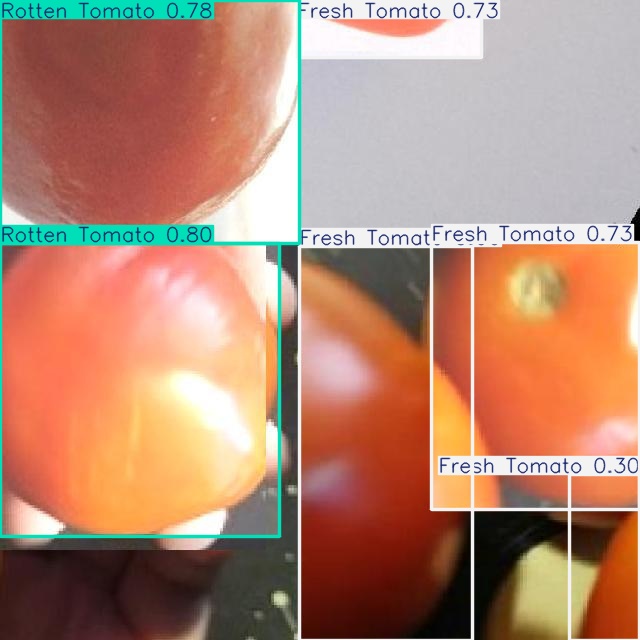 Rotten Tomato 0.78
Fresh Tomato 0.73
Rotten Tomato 0.80
Fresh Tomat
Fresh Tomato 0.73
Fresh Tomato 0.30